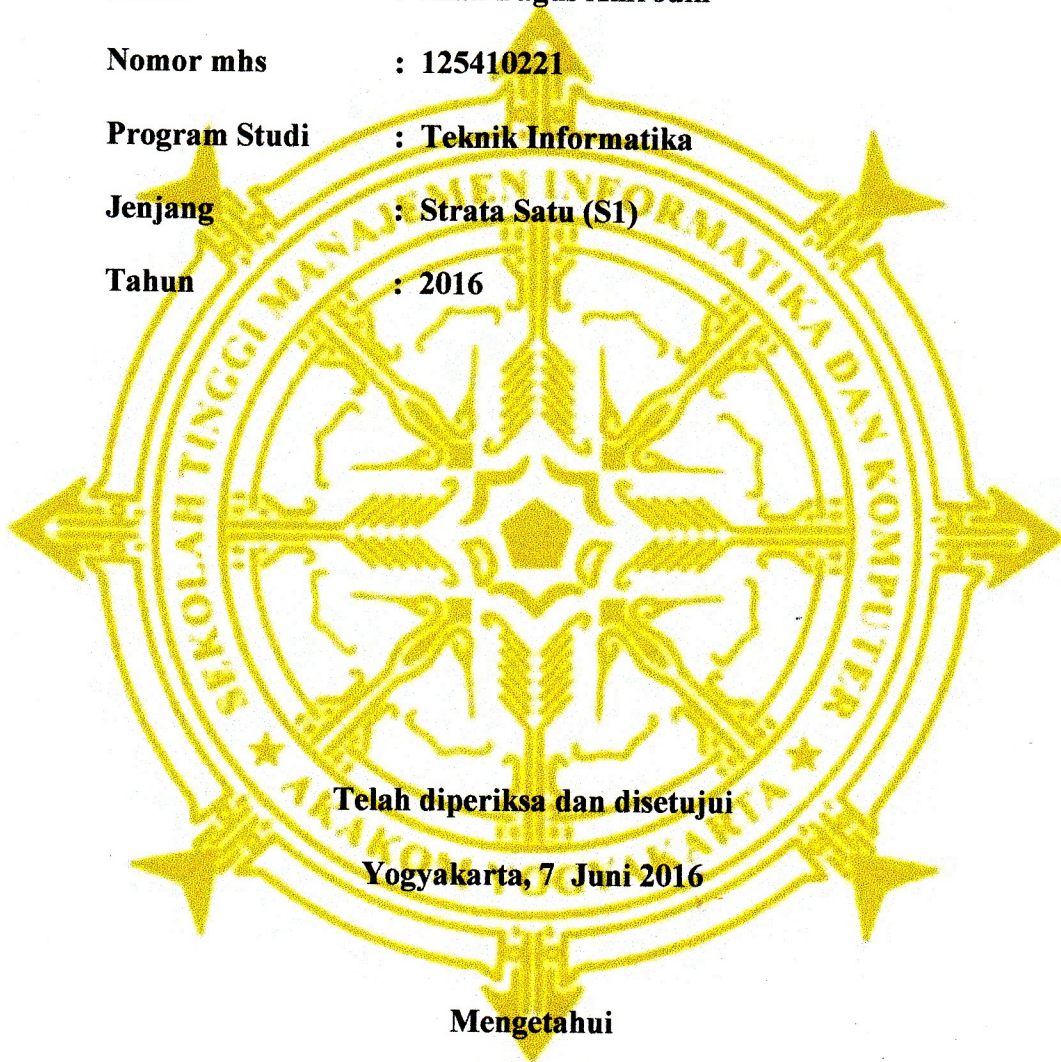 Nomor mhs : 125410221
Program Studi : Teknik Informatika
Jenjang : Strata Satu (S1)
Tahun : 2016
SEKOLAH TINGGI MANAJEMEN INFORMATIKA DAN KOMPUTER
★ AKAKOM YOGYAKARTA ★
Telah diperiksa dan disetujui
Yogyakarta, 7 Juni 2016
Mengetahui